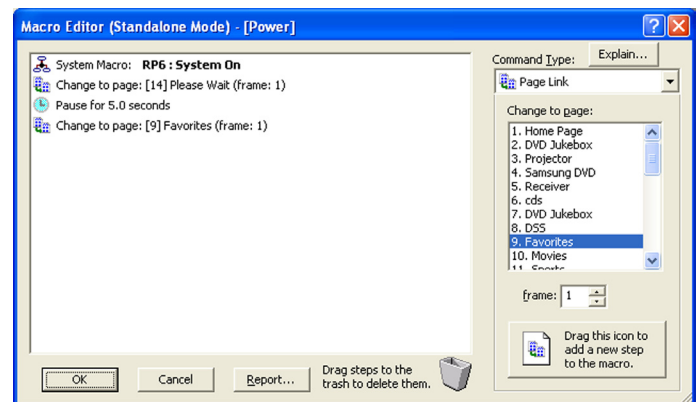 Macro Editor (Standalone Mode) - [Power]
System Macro: RP6 : System On
Change to page: [14] Please Wait (frame: 1)
Pause for 5.0 seconds
Change to page: [9] Favorites (frame: 1)
Command Type:
Explain...
Page Link
Change to page:
1. Home Page
2. DVD Jukebox
3. Projector
4. Samsung DVD
5. Receiver
6. cds
7. DVD Jukebox
8. DSS
9. Favorites
10. Movies
11. Sports
frame: 1
Drag this icon to
add a new step
to the macro.
OK
Cancel
Report...
Drag steps to the
trash to delete them.